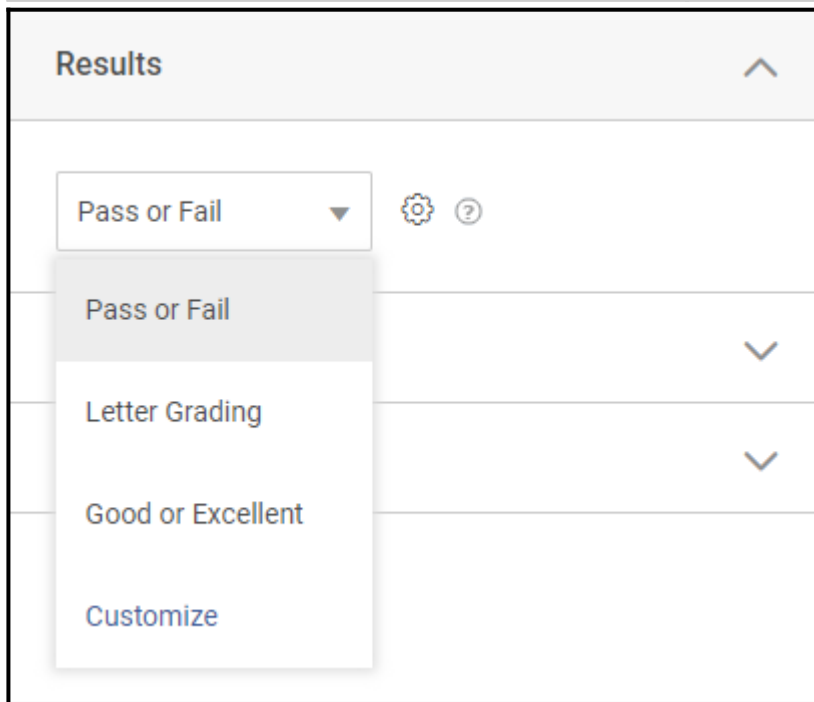 Results
Pass or Fail
Pass or Fail
Letter Grading
Good or Excellent
Customize